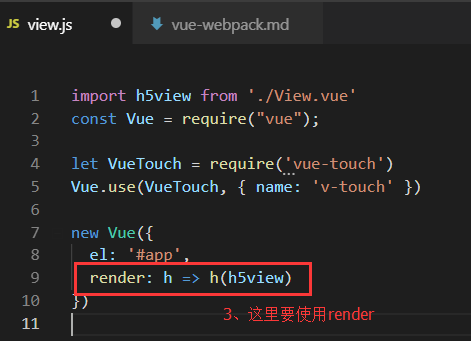 JS view.js
vue-webpack.md
1 import h5view from './View.vue'
2 const Vue = require("vue");
3
4 let VueTouch = require('vue-touch')
5 Vue.use(VueTouch, { name: 'v-touch' })
6
7 new Vue({
8 el: '#app',
9 render: h => h(h5view)
10 })
3、这里要使用render
11